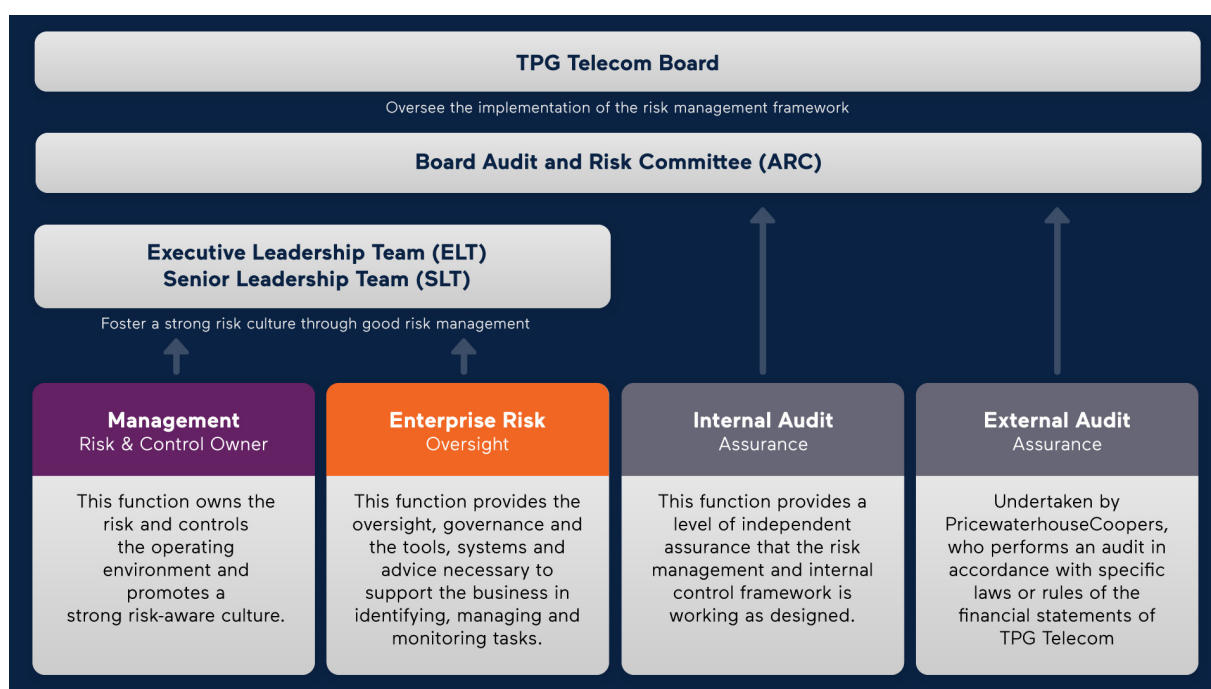 TPG Telecom Board
Oversee the implementation of the risk management framework
Board Audit and Risk Committee (ARC)
Executive Leadership Team (ELT)
Senior Leadership Team (SLT)
Foster a strong risk culture through good risk management
Management
Risk & Control Owner
This function owns the
risk and controls
the operating
environment and
promotes a
strong risk-aware culture.
Enterprise Risk
Oversight
This function provides the
oversight, governance and
the tools, systems and
advice necessary to
support the business in
identifying, managing and
monitoring tasks.
Internal Audit
Assurance
This function provides a
level of independent
assurance that the risk
management and internal
control framework is
working as designed.
External Audit
Assurance
Undertaken by
PricewaterhouseCoopers,
who performs an audit in
accordance with specific
laws or rules of the
financial statements of
TPG Telecom